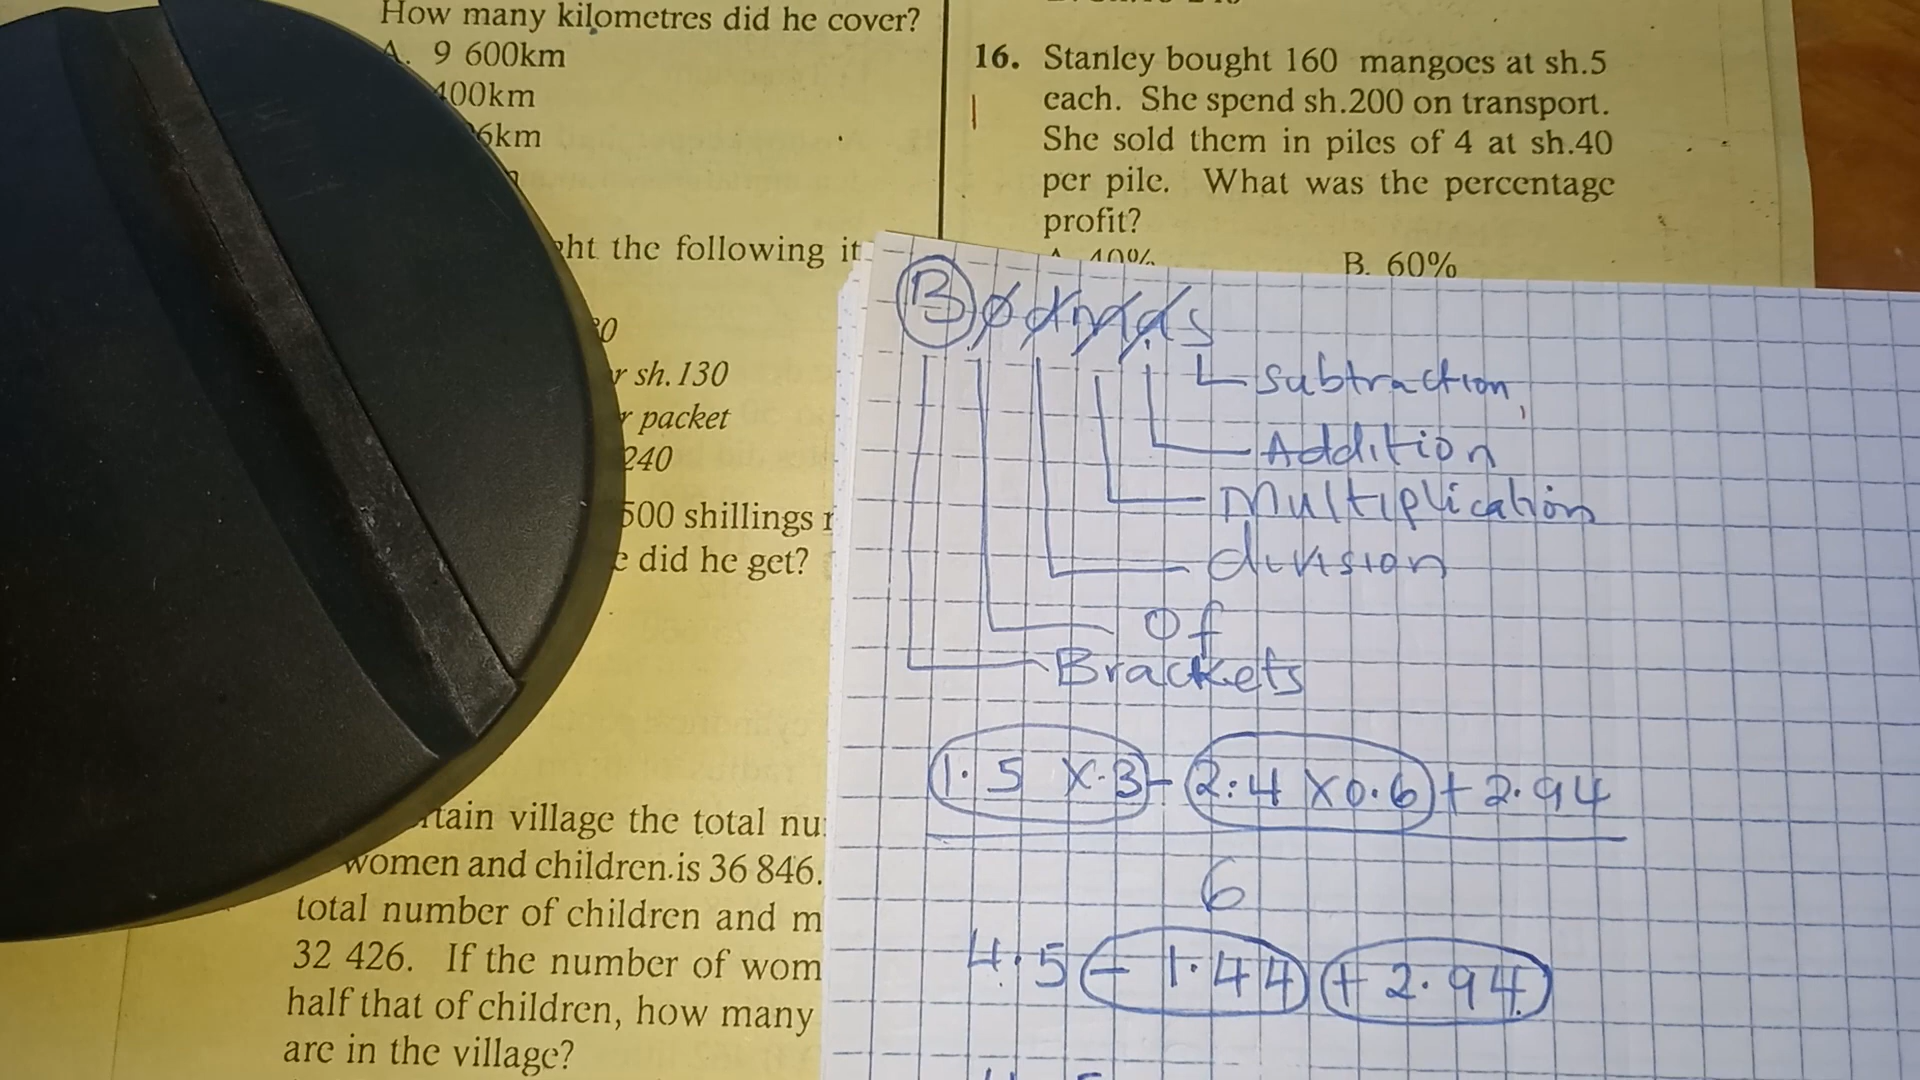 How many kilometres did he cover?
A. 9 600km
400km
6km
ght the following it
0
r sh.130
r packet
240
500 shillings
e did he get?
rtain village the total nu
women and children is 36 846.
total number of children and m
32 426. If the number of wom
half that of children, how many
are in the village?
16. Stanley bought 160 mangoes at sh.5
each. She spend sh.200 on transport.
She sold them in piles of 4 at sh.40
per pile. What was the percentage
profit?
A 40% B. 60%
Bodmas
subtraction
Addition
Multiplication
division
Of
Brackets
1.5 x 3 - 2.4 x 0.6 + 2.94
6
4.5 - 1.44 + 2.94